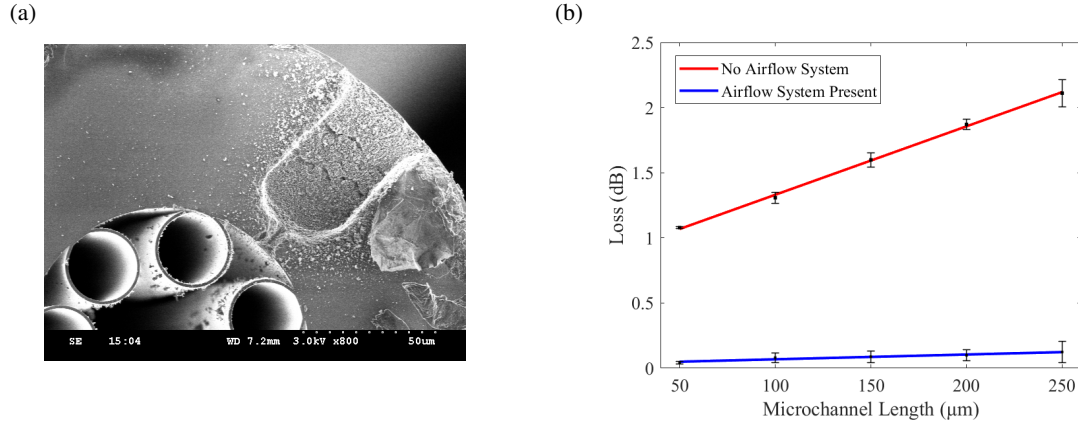 (a)
(b)
SE 15:04 WD 7.2mm 3.0kV x800 50um
2.5
2
1.5
1
0.5
0
Loss (dB)
No Airflow System
Airflow System Present
50 100 150 200 250
Microchannel Length (μm)